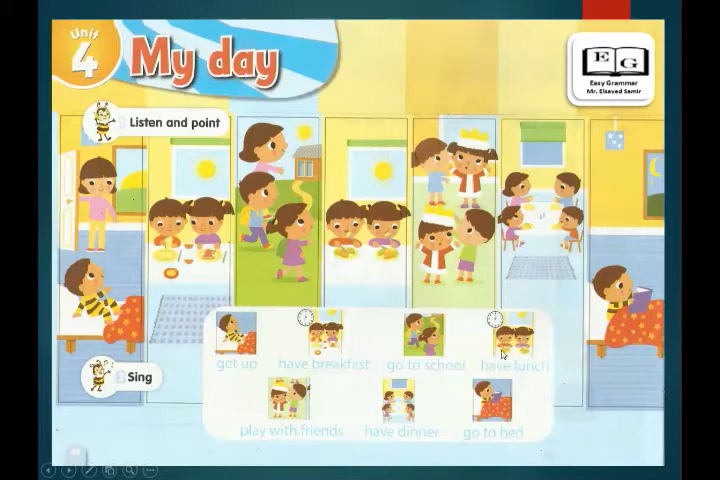 Unit
4
My day
E G
Easy Grammar
Mr. Elsayed Samir
Listen and point
get up
have breakfast
go to school
have lunch
Sing
play with friends
have dinner
go to bed